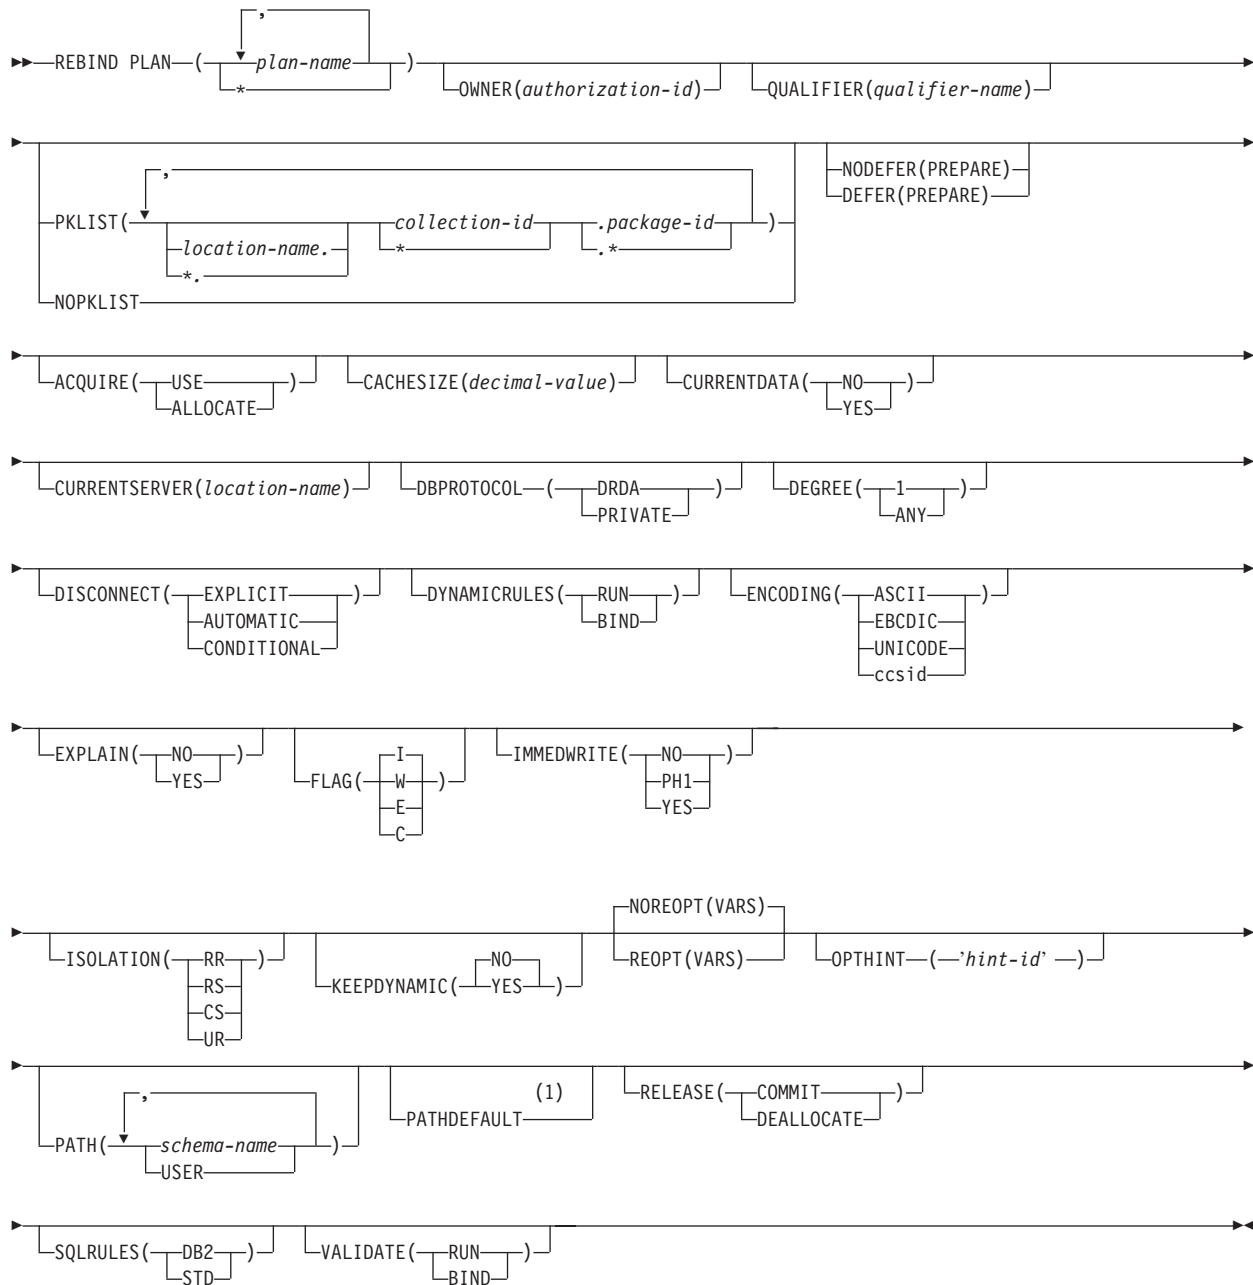 ,
REBIND PLAN ( plan-name )
* OWNER(authorization-id) QUALIFIER(qualifier-name)
, NODEFER(PREPARE)
PKLIST( collection-id .package-id ) DEFER(PREPARE)
location-name. * .*
*.
NOPKLIST
ACQUIRE( USE ) CACHESIZE(decimal-value) CURRENTDATA( NO )
ALLOCATE YES
CURRENTSERVER(location-name) DBPROTOCOL ( DRDA ) DEGREE( 1 )
PRIVATE ANY
DISCONNECT( EXPLICIT ) DYNAMICRULES( RUN ) ENCODING( ASCII )
AUTOMATIC BIND EBCDIC
CONDITIONAL UNICODE
ccsid
EXPLAIN( NO ) I IMMEDWRITE( NO )
YES FLAG( W ) PH1
E YES
C
NOREOPT(VARS)
ISOLATION( RR ) NO REOPT(VARS) OPTHINT ( 'hint-id' )
RS KEEPDYNAMIC( YES )
CS
UR
, (1) RELEASE( COMMIT )
PATHDEFAULT DEALLOCATE
PATH( schema-name )
USER
SQLRULES( DB2 ) VALIDATE( RUN )
STD BIND